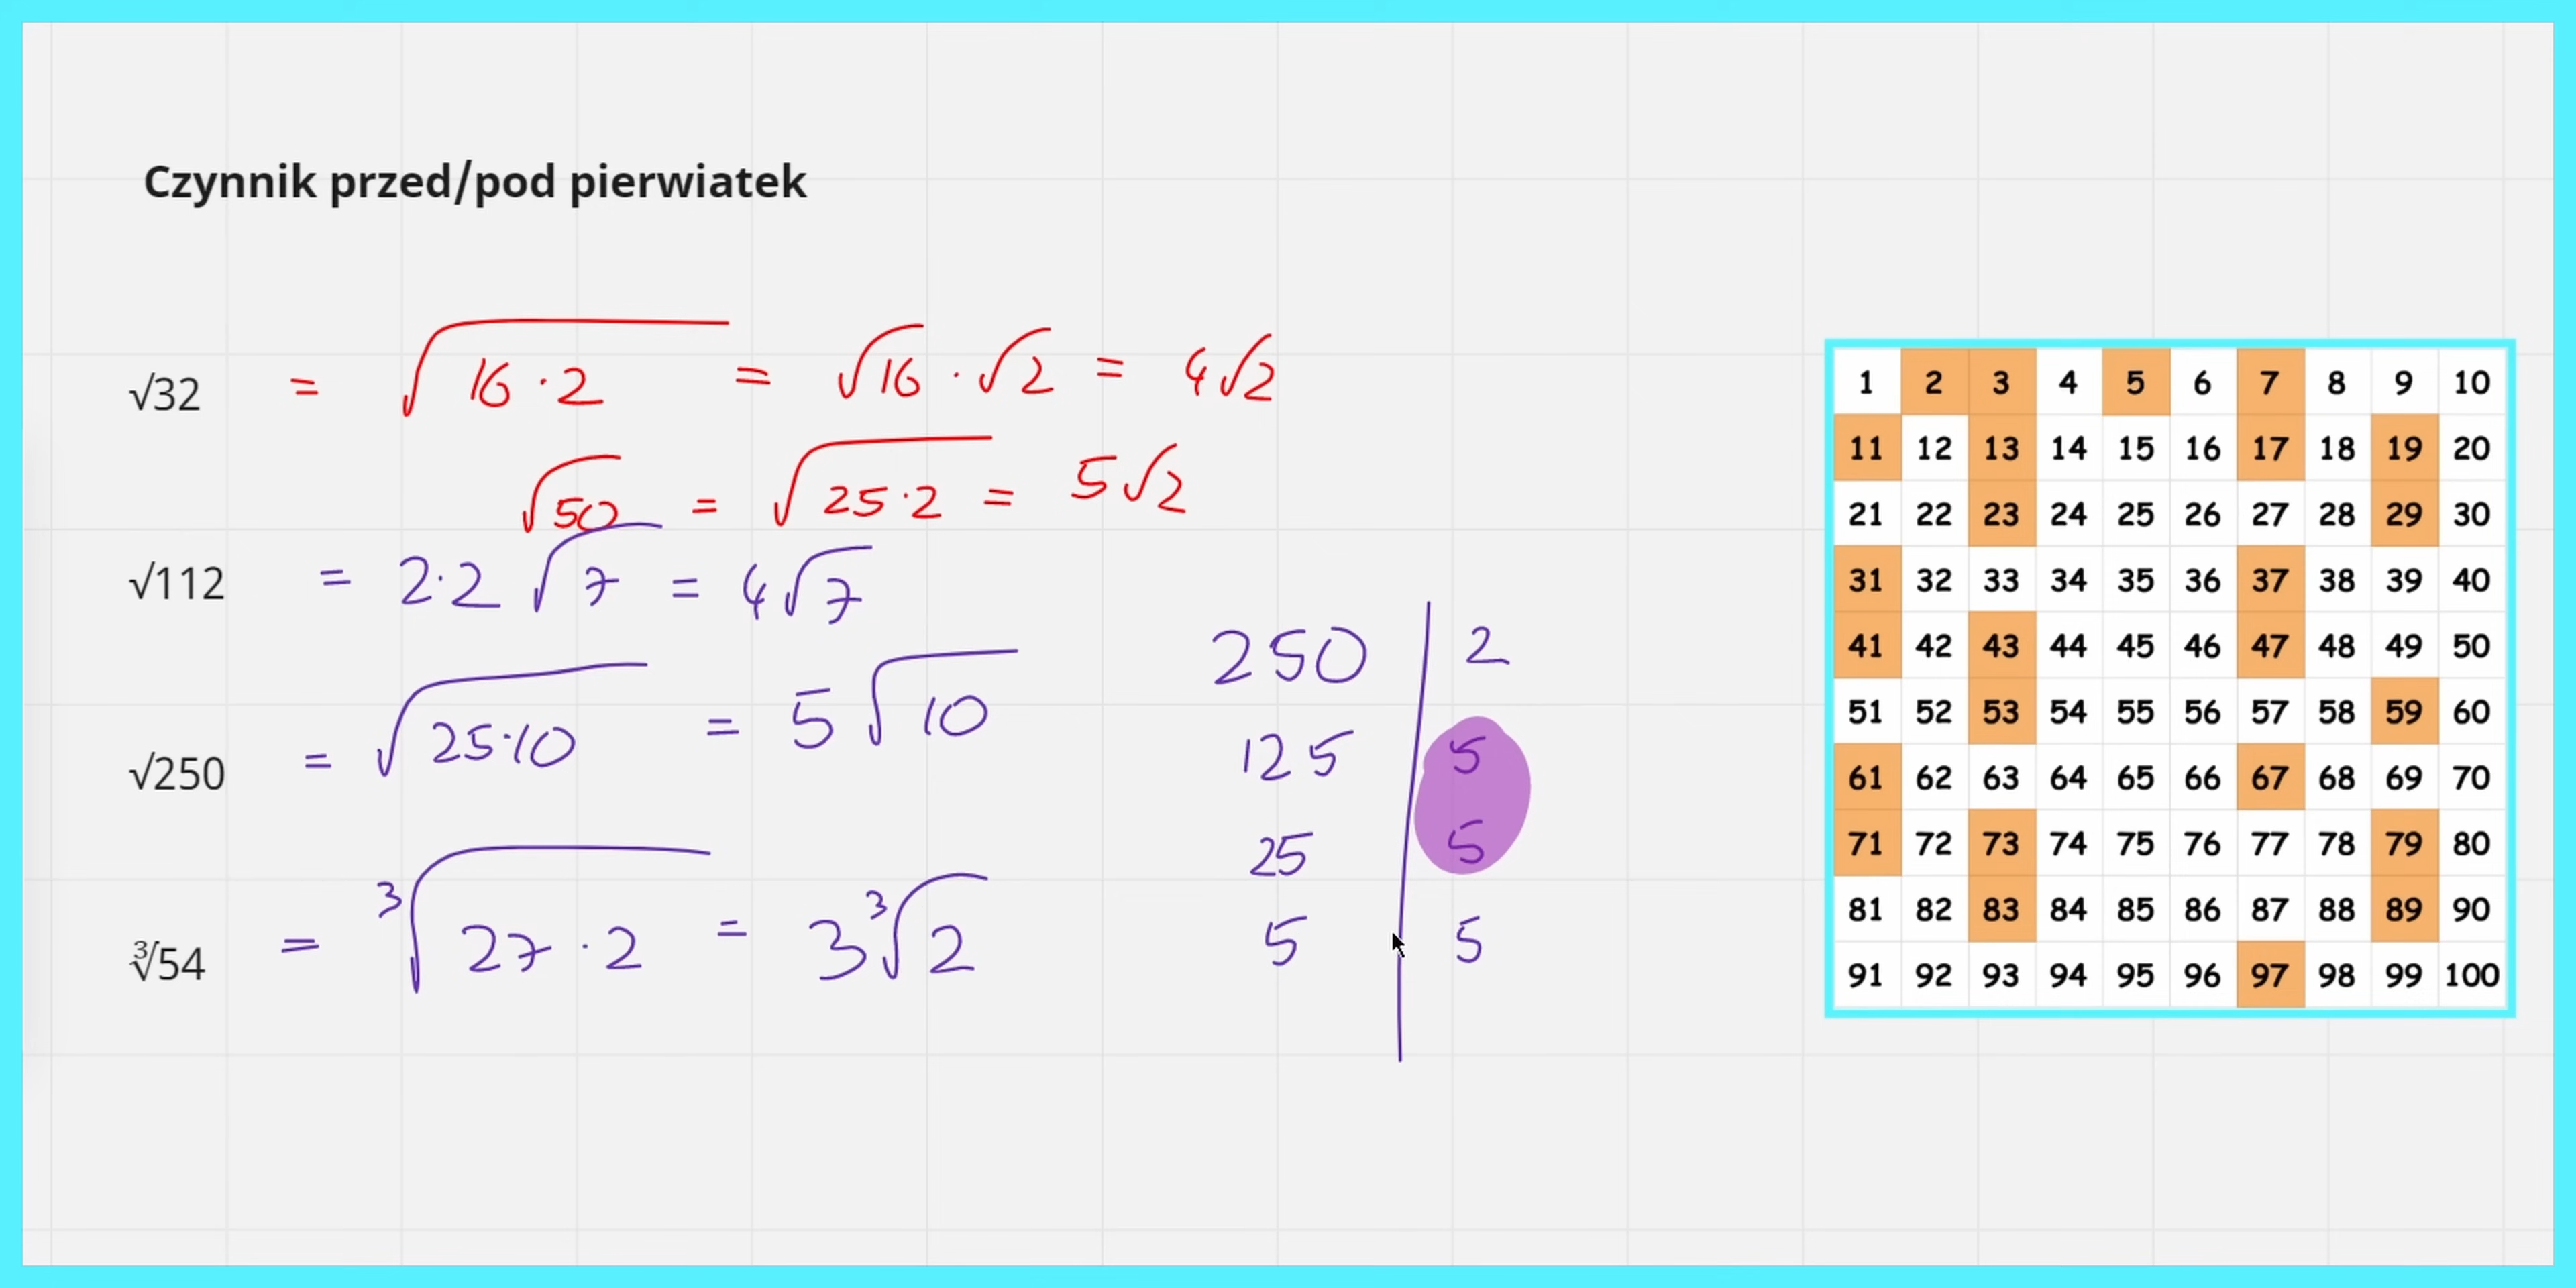 Czynnik przed/pod pierwiatek
√32 = √16·2 = √16·√2 = 4√2
√50 = √25·2 = 5√2
√112 = 2·2√7 = 4√7
√250 = √25·10 = 5√10
∛54 = ∛27·2 = 3∛2
250 | 2
125 | 5
25 | 5
5 | 5
1 2 3 4 5 6 7 8 9 10
11 12 13 14 15 16 17 18 19 20
21 22 23 24 25 26 27 28 29 30
31 32 33 34 35 36 37 38 39 40
41 42 43 44 45 46 47 48 49 50
51 52 53 54 55 56 57 58 59 60
61 62 63 64 65 66 67 68 69 70
71 72 73 74 75 76 77 78 79 80
81 82 83 84 85 86 87 88 89 90
91 92 93 94 95 96 97 98 99 100